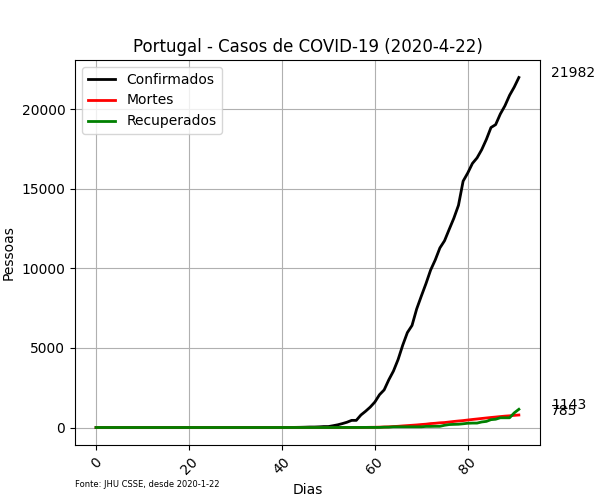 Portugal - Casos de COVID-19 (2020-4-22)
Confirmados
Mortes
Recuperados
21982
20000
15000
10000
5000
0
Pessoas
1143
785
0
20
40
60
80
Dias
Fonte: JHU CSSE, desde 2020-1-22